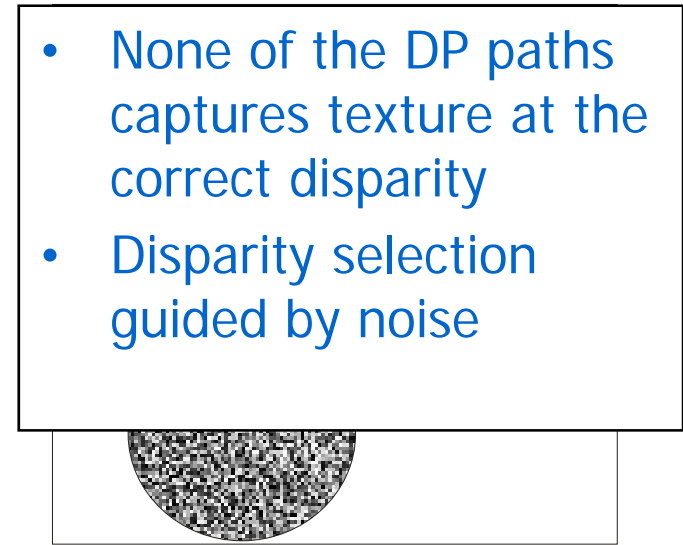 • None of the DP paths
captures texture at the
correct disparity
• Disparity selection
guided by noise